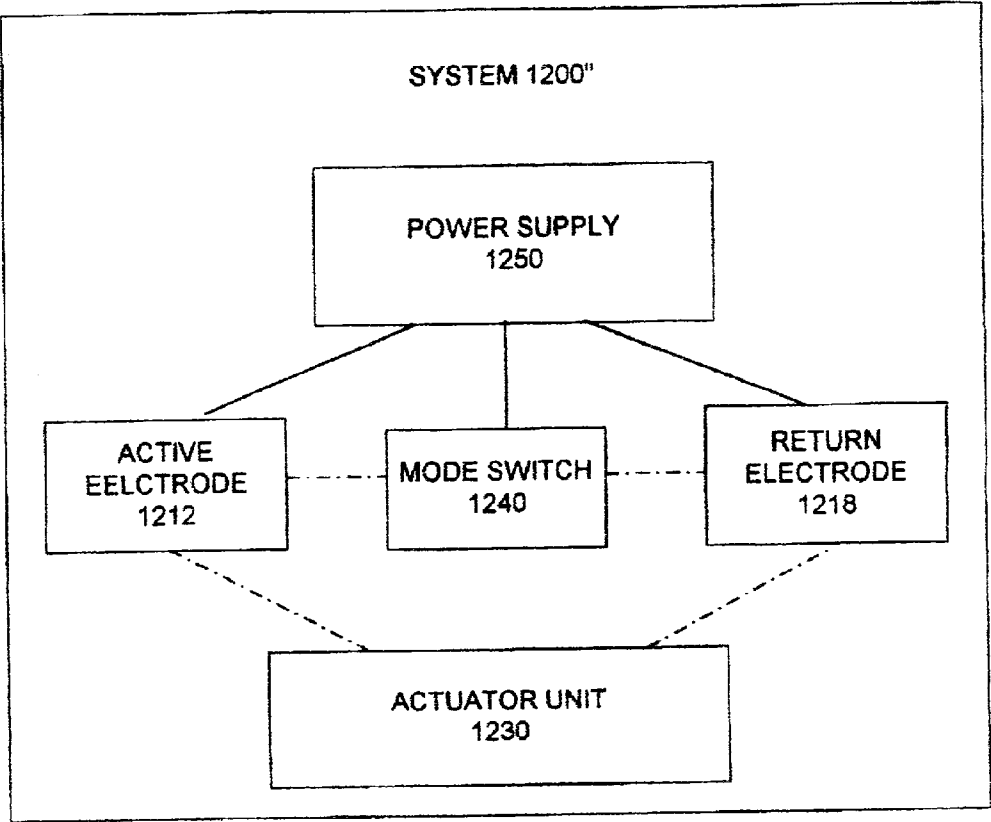 SYSTEM 1200"
POWER SUPPLY
1250
ACTIVE
EELCTRODE
1212
MODE SWITCH
1240
RETURN
ELECTRODE
1218
ACTUATOR UNIT
1230